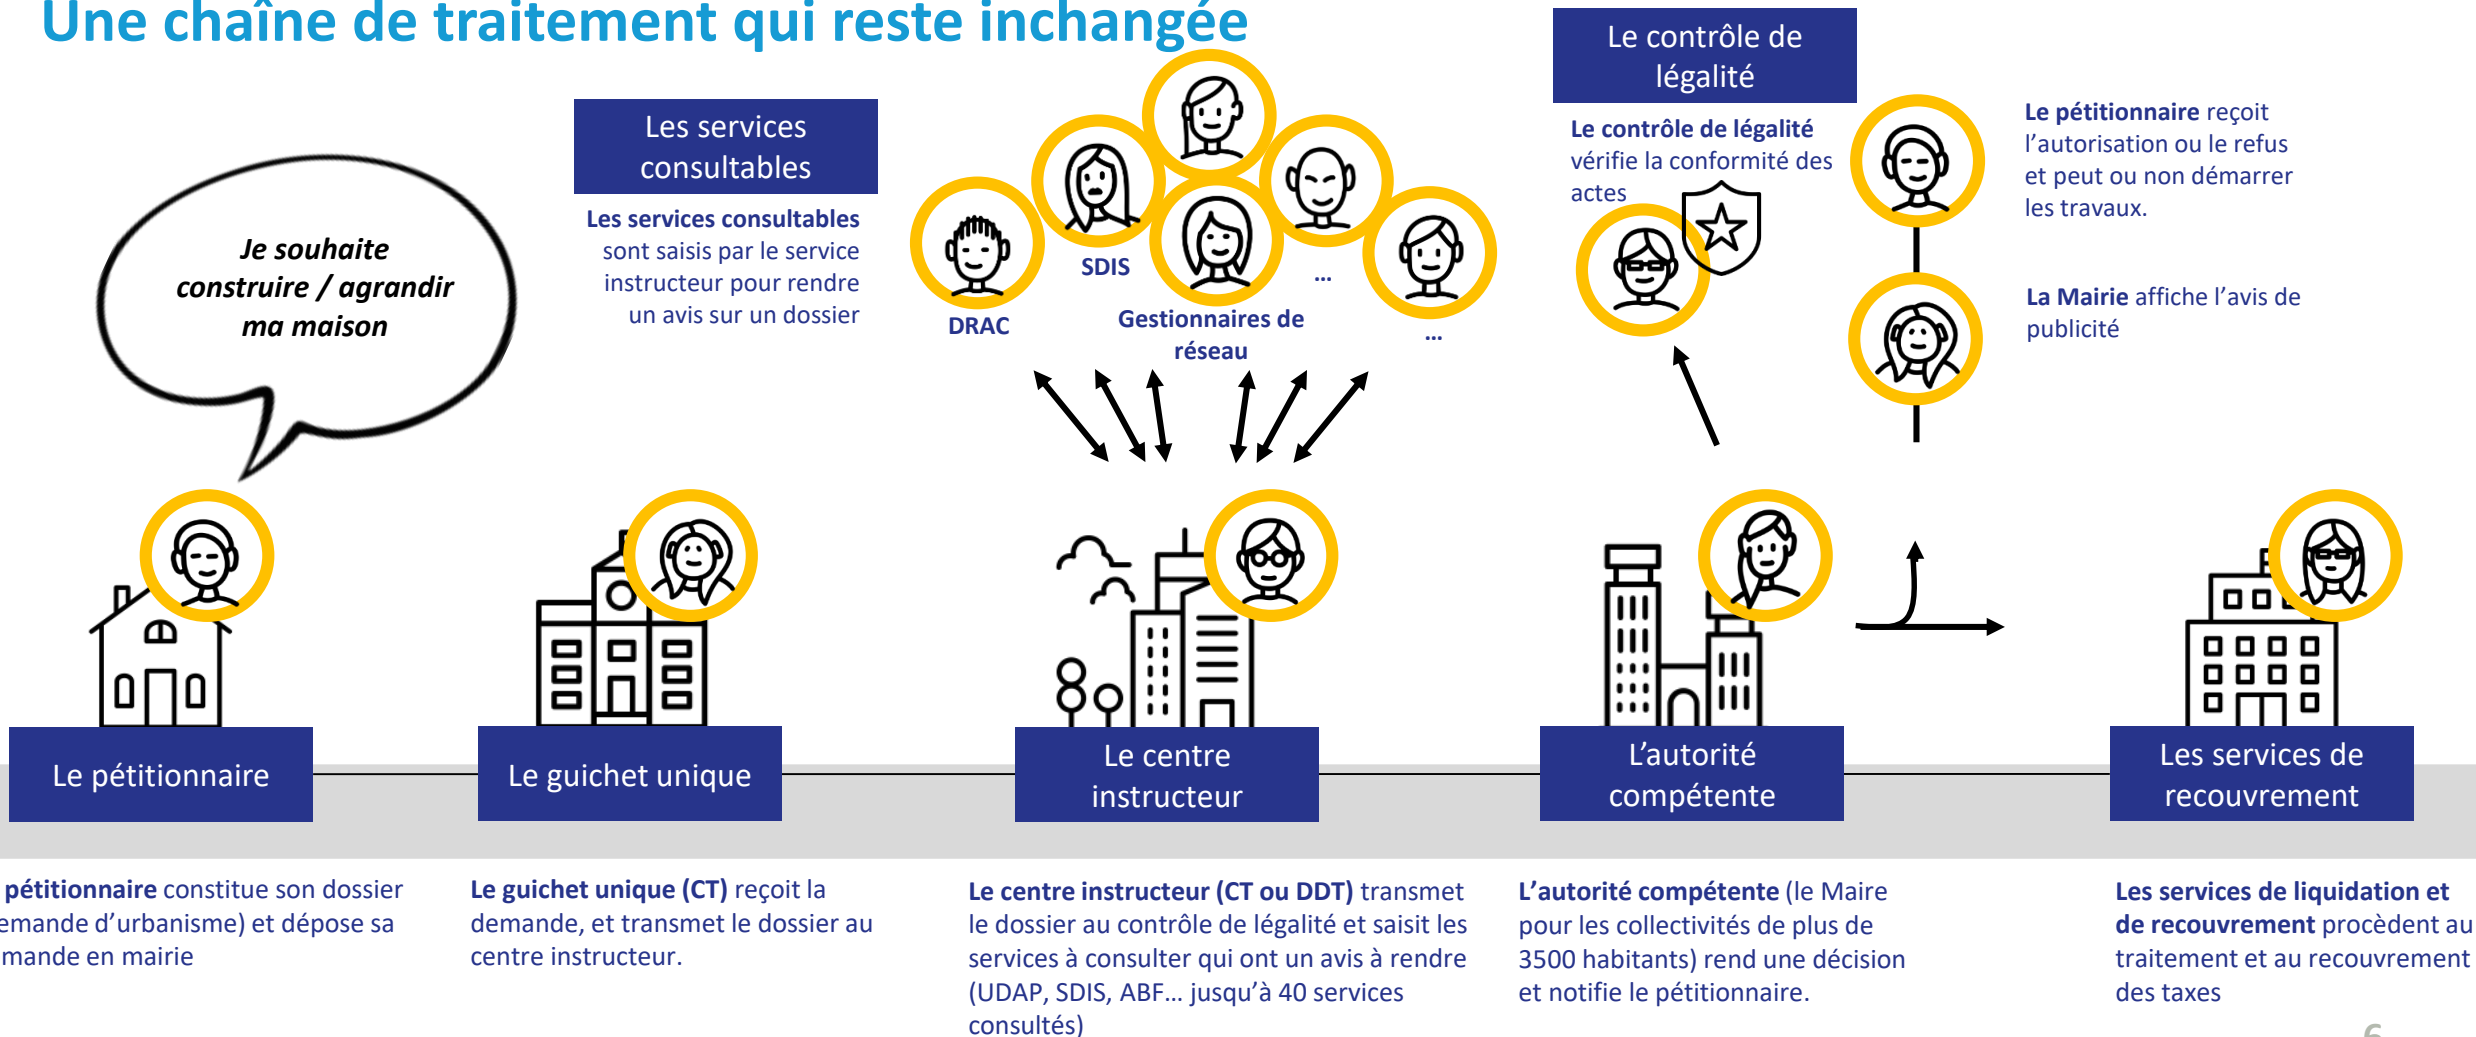 Une chaîne de traitement qui reste inchangée
Les services
consultables
Les services consultables
sont saisis par le service
instructeur pour rendre
un avis sur un dossier
Je souhaite
construire / agrandir
ma maison
DRAC
SDIS
Gestionnaires de
réseau
...
...
Le contrôle de
légalité
Le contrôle de légalité
vérifie la conformité des
actes
Le pétitionnaire reçoit
l’autorisation ou le refus
et peut ou non démarrer
les travaux.
La Mairie affiche l’avis de
publicité
Le pétitionnaire
Le guichet unique
Le centre
instructeur
L’autorité
compétente
Les services de
recouvrement
pétitionnaire constitue son dossier
emande d’urbanisme) et dépose sa
mande en mairie
Le guichet unique (CT) reçoit la
demande, et transmet le dossier au
centre instructeur.
Le centre instructeur (CT ou DDT) transmet
le dossier au contrôle de légalité et saisit les
services à consulter qui ont un avis à rendre
(UDAP, SDIS, ABF... jusqu’à 40 services
consultés)
L’autorité compétente (le Maire
pour les collectivités de plus de
3500 habitants) rend une décision
et notifie le pétitionnaire.
Les services de liquidation et
de recouvrement procèdent au
traitement et au recouvrement
des taxes
6